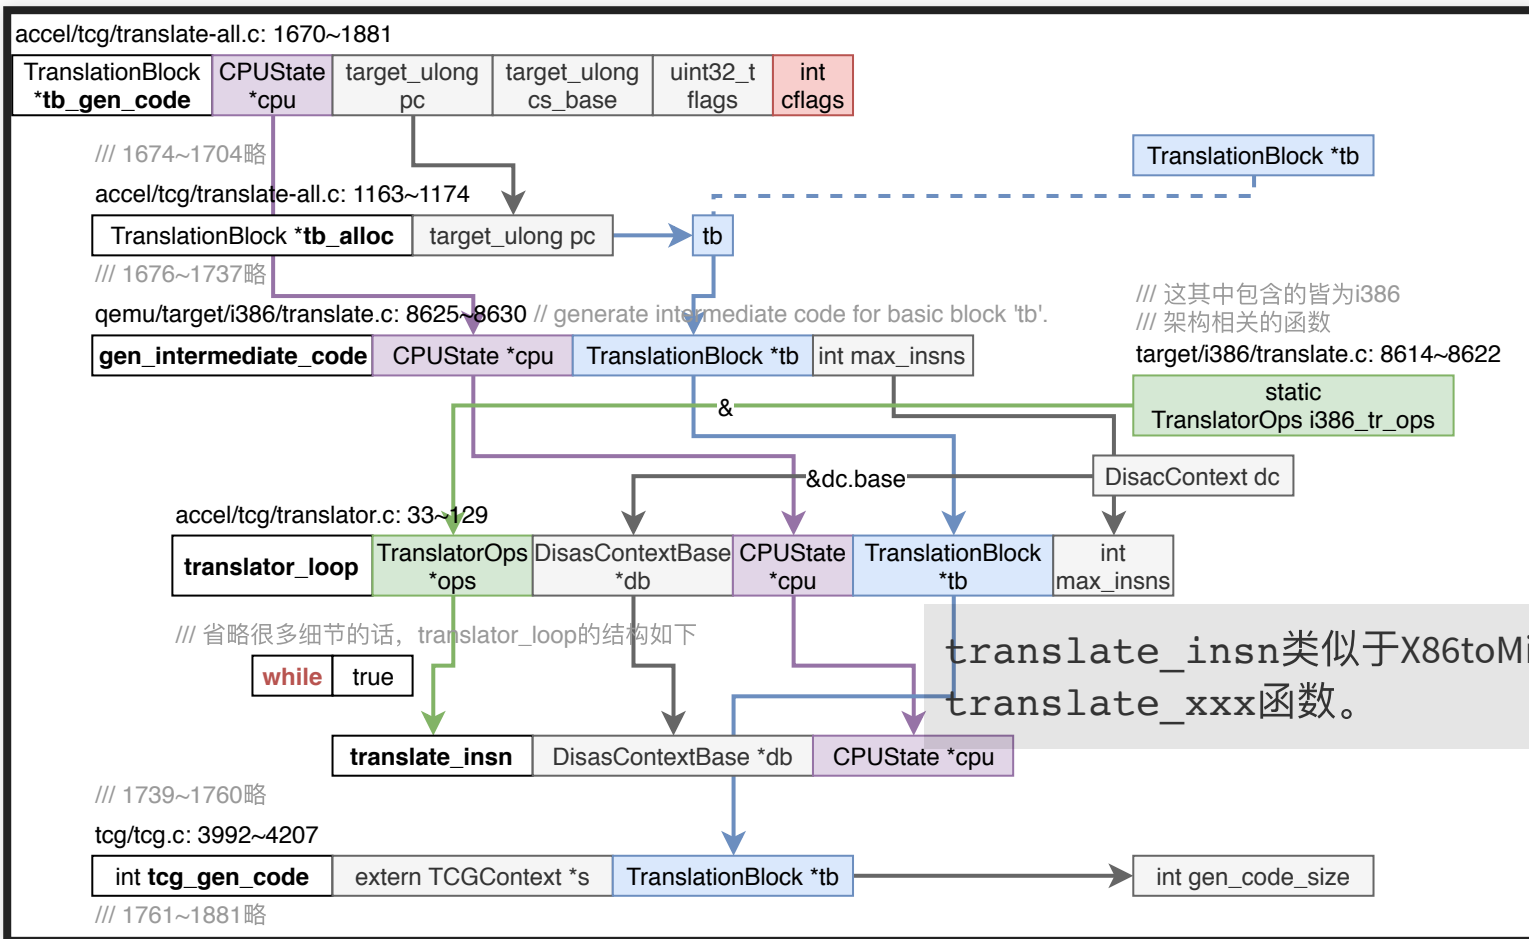 accel/tcg/translate-all.c: 1670~1881
TranslationBlock
*tb_gen_code
CPUState
*cpu
target_ulong
pc
target_ulong
cs_base
uint32_t
flags
int
cflags
/// 1674~1704略
TranslationBlock *tb
accel/tcg/translate-all.c: 1163~1174
TranslationBlock *tb_alloc
target_ulong pc
tb
/// 1676~1737略
/// 这其中包含的皆为i386
/// 架构相关的函数
qemu/target/i386/translate.c: 8625~8630 // generate intermediate code for basic block 'tb'.
target/i386/translate.c: 8614~8622
gen_intermediate_code
CPUState *cpu
TranslationBlock *tb
int max_insns
static
TranslatorOps i386_tr_ops
&
&dc.base
DisacContext dc
accel/tcg/translator.c: 33~129
translator_loop
TranslatorOps
*ops
DisasContextBase
*db
CPUState
*cpu
TranslationBlock
*tb
int
max_insns
/// 省略很多细节的话，translator_loop的结构如下
while
true
translate_insn类似于X86toMi
translate_xxx函数。
translate_insn
DisasContextBase *db
CPUState *cpu
/// 1739~1760略
tcg/tcg.c: 3992~4207
int tcg_gen_code
extern TCGContext *s
TranslationBlock *tb
int gen_code_size
/// 1761~1881略